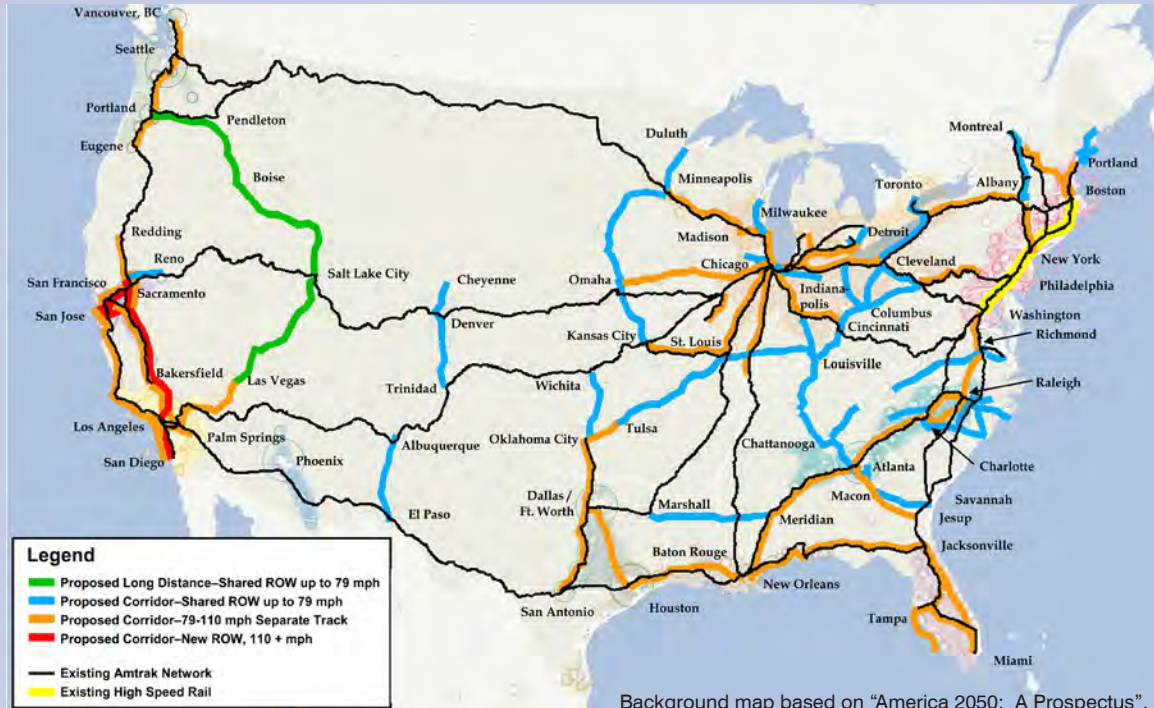 Vancouver, BC
Seattle
Portland
Pendleton
Eugene
Boise
Redding
Reno
San Francisco
Sacramento
San Jose
Salt Lake City
Bakersfield
Las Vegas
Los Angeles
Palm Springs
San Diego
Phoenix
Cheyenne
Denver
Trinidad
Albuquerque
El Paso
Duluth
Minneapolis
Milwaukee
Madison
Chicago
Omaha
Kansas City
St. Louis
Wichita
Oklahoma City
Tulsa
Dallas /
Ft. Worth
Marshall
San Antonio
Houston
Baton Rouge
New Orleans
Meridian
Indiana-
polis
Detroit
Toronto
Cleveland
Columbus
Cincinnati
Louisville
Chattanooga
Atlanta
Macon
Montreal
Portland
Albany
Boston
New York
Philadelphia
Washington
Richmond
Raleigh
Charlotte
Savannah
Jesup
Jacksonville
Tampa
Miami
Legend
Proposed Long Distance–Shared ROW up to 79 mph
Proposed Corridor–Shared ROW up to 79 mph
Proposed Corridor–79-110 mph Separate Track
Proposed Corridor–New ROW, 110 + mph
Existing Amtrak Network
Existing High Speed Rail
Background map based on “America 2050: A Prospectus”.